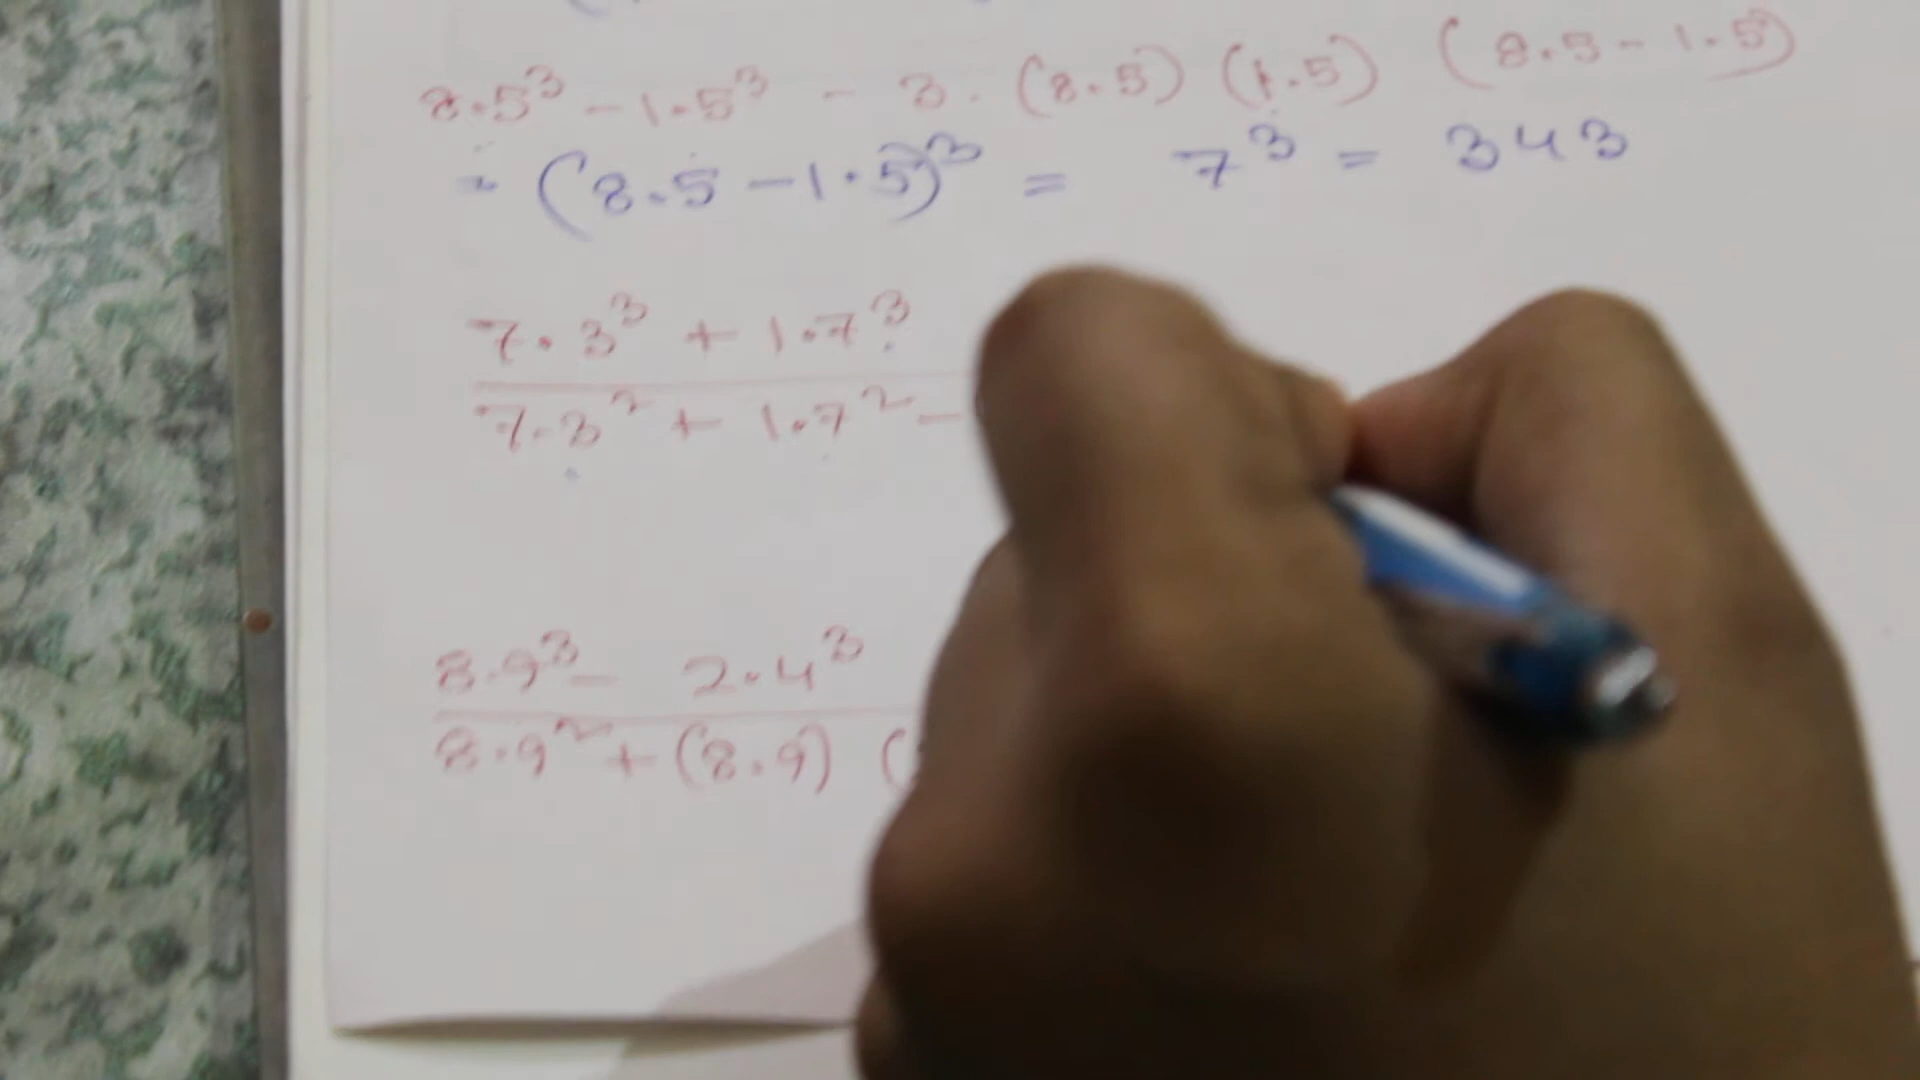 8.5³ - 1.5³ - 3. (8.5) (1.5) (8.5 - 1.5)
= (8.5 - 1.5)³ = 7³ = 343
7.3³ + 1.7³
7.3² + 1.7² -
8.9³ - 2.4³
8.9² + (8.9) (